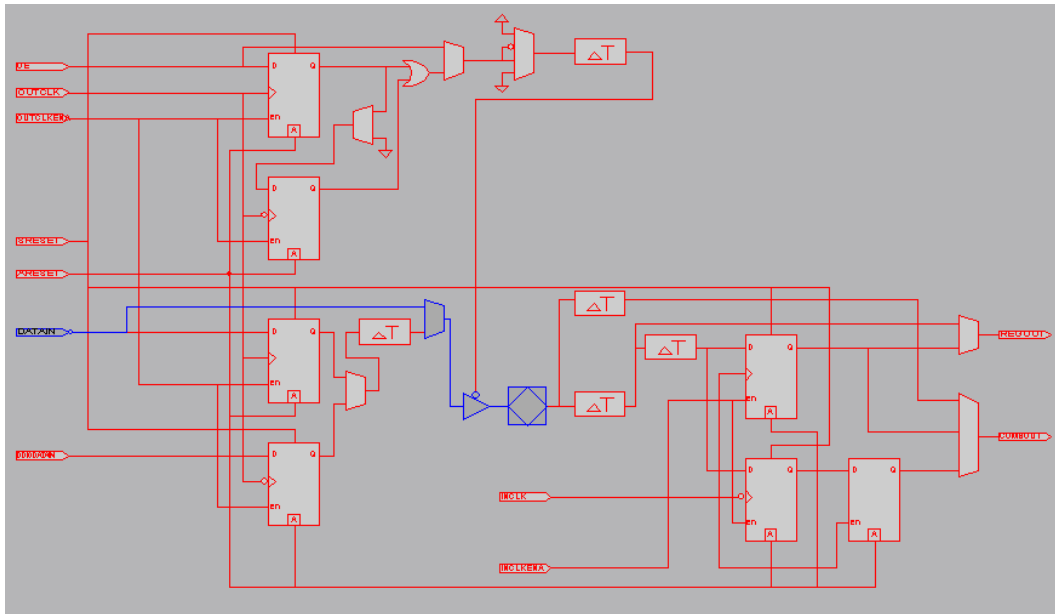 OE
OUTCLK
OUTCLKENA
D Q
en
A
D Q
en
A
SRESET
ARESET
DATAIN
DDIODATAIN
D Q
en
A
D Q
en
A
ΔT
ΔT
ΔT
ΔT
ΔT
D Q
en
A
D Q
en
A
D Q
en
A
INCLK
INCLKENA
REGOUT
COMBOUT